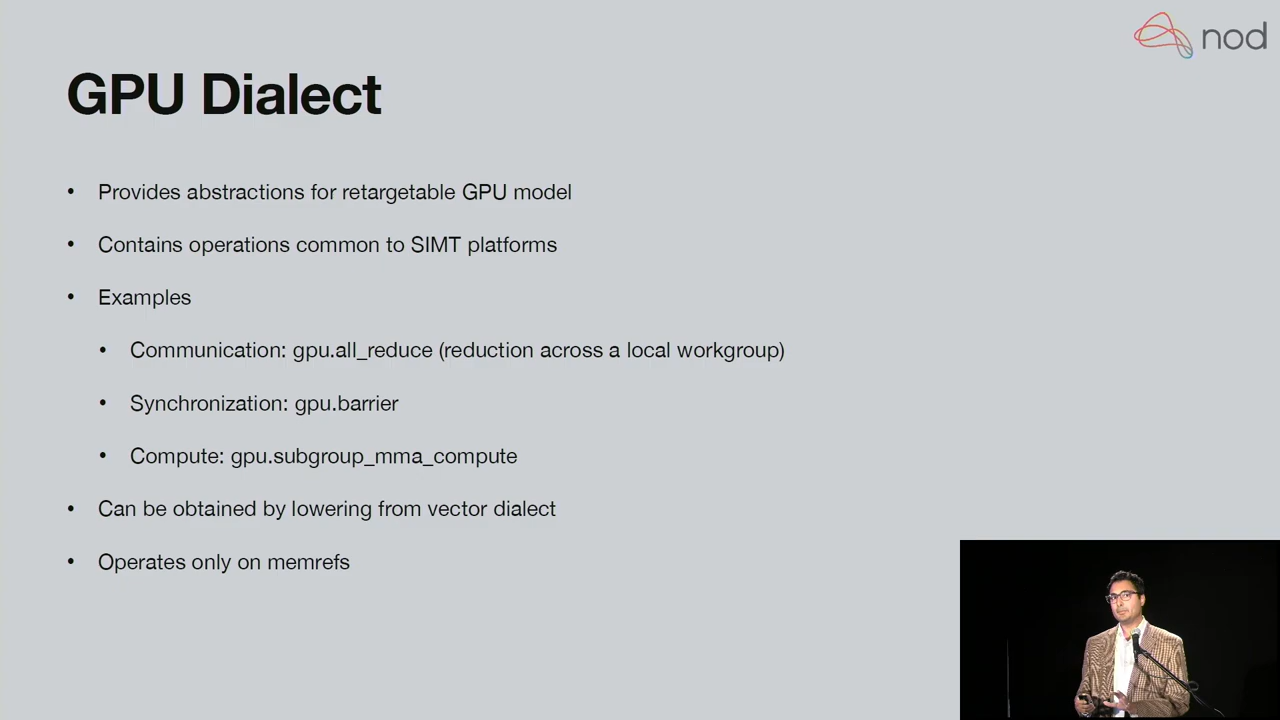 nod
GPU Dialect
• Provides abstractions for retargetable GPU model
• Contains operations common to SIMT platforms
• Examples
• Communication: gpu.all_reduce (reduction across a local workgroup)
• Synchronization: gpu.barrier
• Compute: gpu.subgroup_mma_compute
• Can be obtained by lowering from vector dialect
• Operates only on memrefs